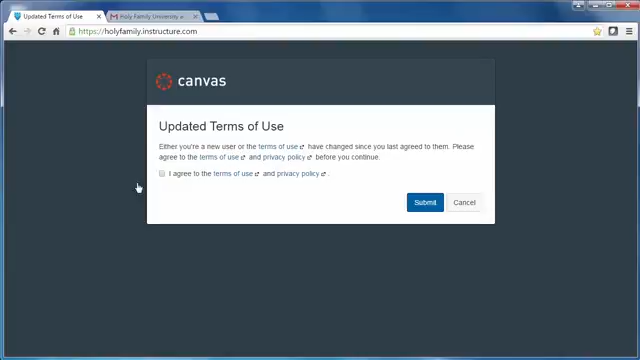 Updated Terms of Use
Holy Family University
https://holyfamily.instructure.com
canvas
Updated Terms of Use
Either you're a new user or the terms of use have changed since you last agreed to them. Please
agree to the terms of use and privacy policy before you continue.
I agree to the terms of use and privacy policy .
Submit Cancel